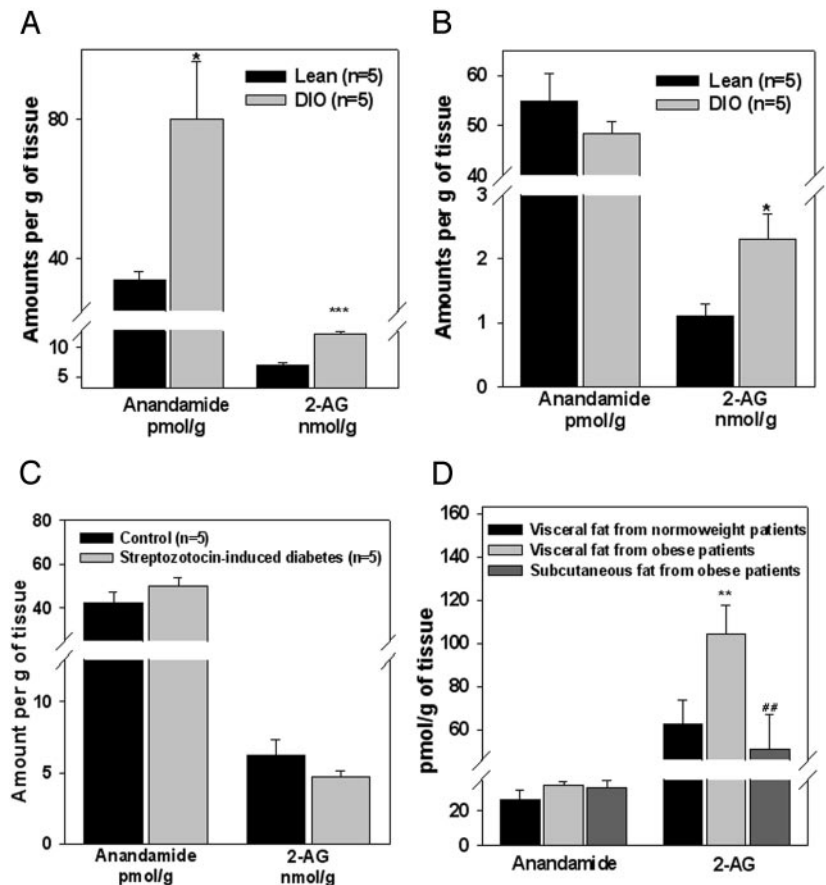 A
Amounts per g of tissue
80
40
10
5
*
***
Lean (n=5)
DIO (n=5)
Anandamide
pmol/g
2-AG
nmol/g
B
Amounts per g of tissue
60
50
40
3
2
1
0
*
Lean (n=5)
DIO (n=5)
Anandamide
pmol/g
2-AG
nmol/g
C
Amount per g of tissue
80
60
40
10
5
0
Control (n=5)
Streptozotocin-induced diabetes (n=5)
Anandamide
pmol/g
2-AG
nmol/g
D
pmol/g of tissue
160
140
120
100
80
60
20
0
Visceral fat from normoweight patients
Visceral fat from obese patients
Subcutaneous fat from obese patients
**
##
Anandamide
2-AG